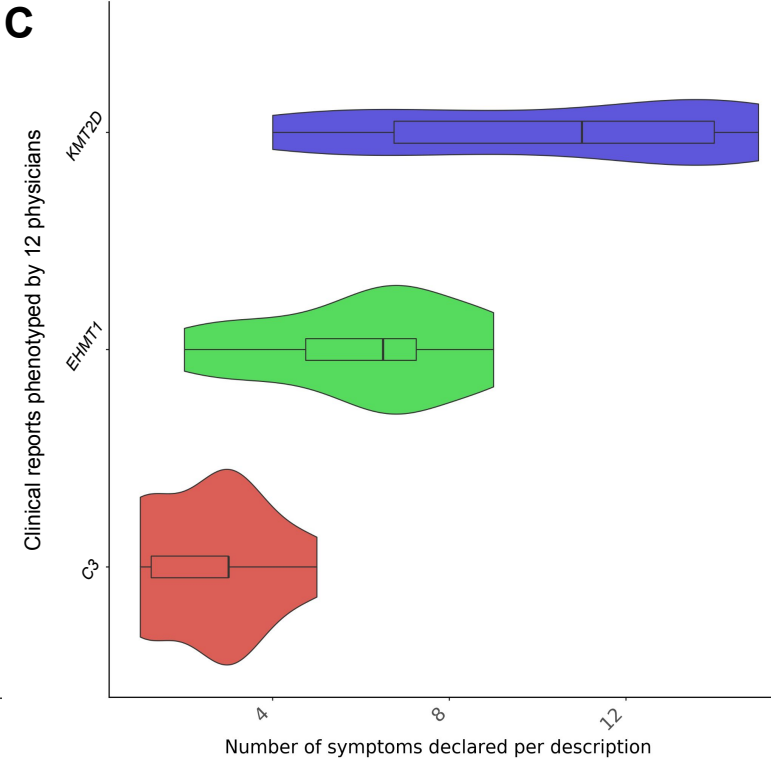 C
Clinical reports phenotyped by 12 physicians
KMT2D
EHMT1
C3
4
8
12
Number of symptoms declared per description